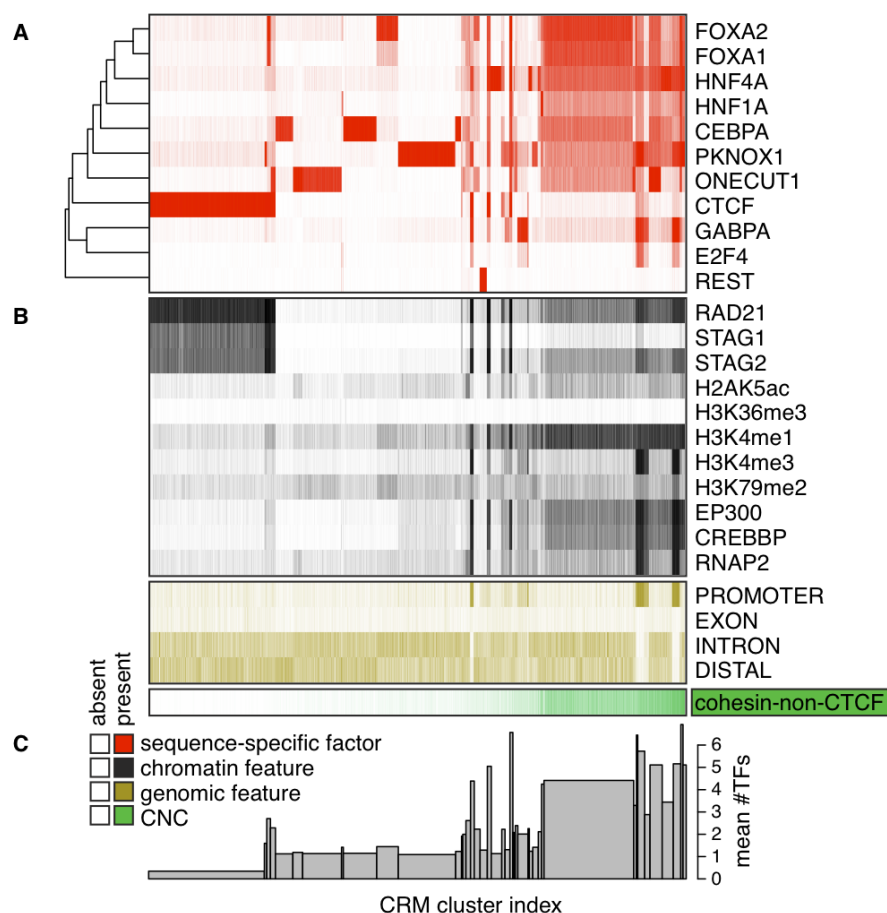 A
FOXA2
FOXA1
HNF4A
HNF1A
CEBPA
PKNOX1
ONECUT1
CTCF
GABPA
E2F4
REST
B
RAD21
STAG1
STAG2
H2AK5ac
H3K36me3
H3K4me1
H3K4me3
H3K79me2
EP300
CREBBP
RNAP2
PROMOTER
EXON
INTRON
DISTAL
cohesin-non-CTCF
absent
present
C
sequence-specific factor
chromatin feature
genomic feature
CNC
6
5
4
3
2
1
0
mean #TFs
CRM cluster index